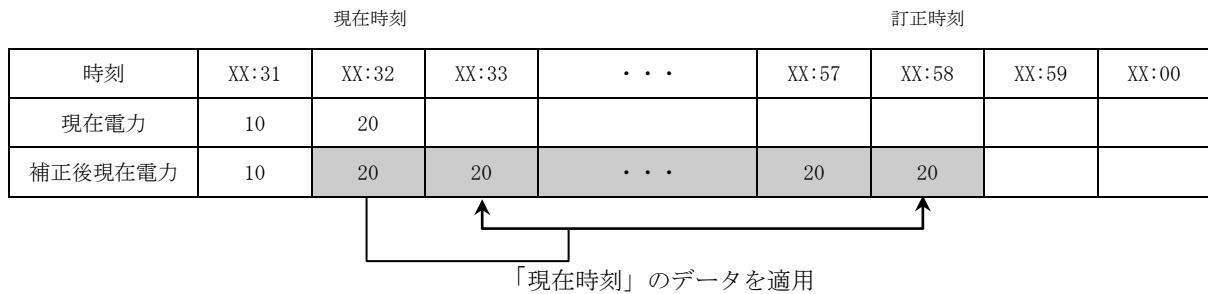 現在時刻 訂正時刻
時刻 XX:31 XX:32 XX:33 ・・・ XX:57 XX:58 XX:59 XX:00
現在電力 10 20
補正後現在電力 10 20 20 ・・・ 20 20
「現在時刻」のデータを適用